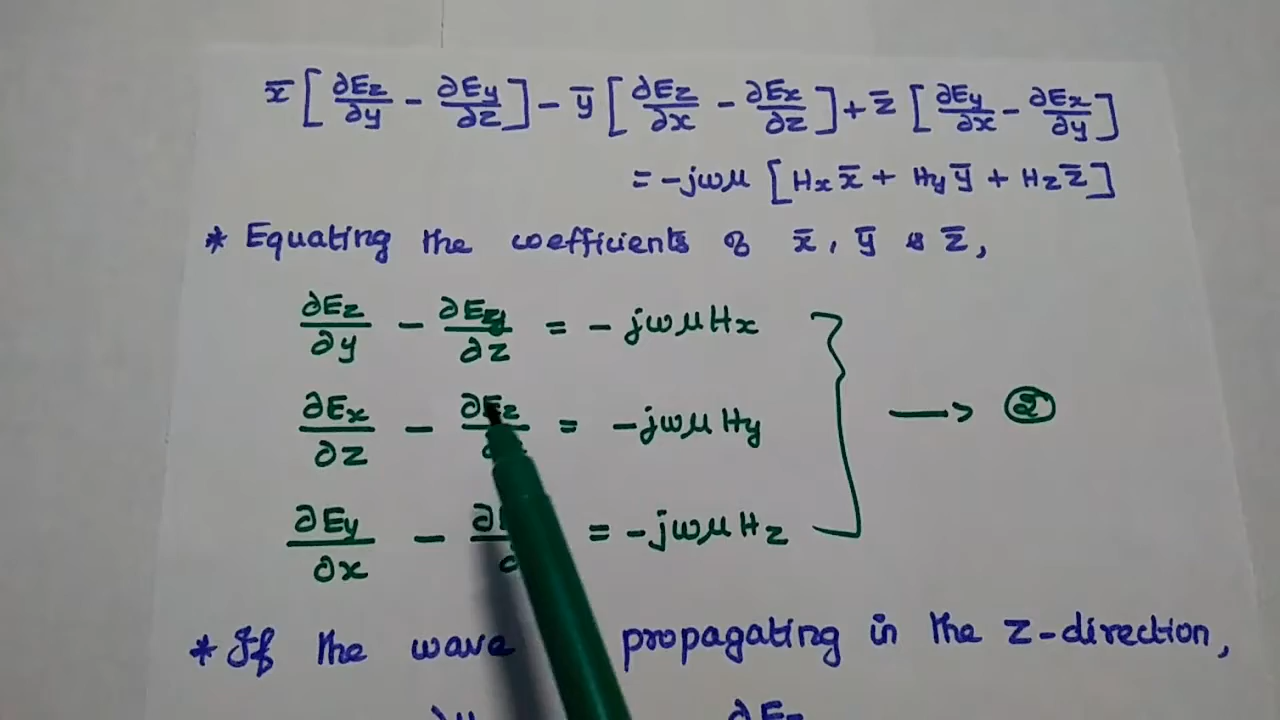 x̄ [ ∂Ez/∂y - ∂Ey/∂z ] - ȳ [ ∂Ez/∂x - ∂Ex/∂z ] + z̄ [ ∂Ey/∂x - ∂Ex/∂y ]
= -jωμ [ Hx x̄ + Hy ȳ + Hz z̄ ]
* Equating the coefficients of x̄, ȳ & z̄,
∂Ez/∂y - ∂Ey/∂z = - jωμHx
∂Ex/∂z - ∂Ez = -jωμHy → ②
∂Ey/∂x - ∂ = -jωμHz
* If the wave propagating in the z-direction,